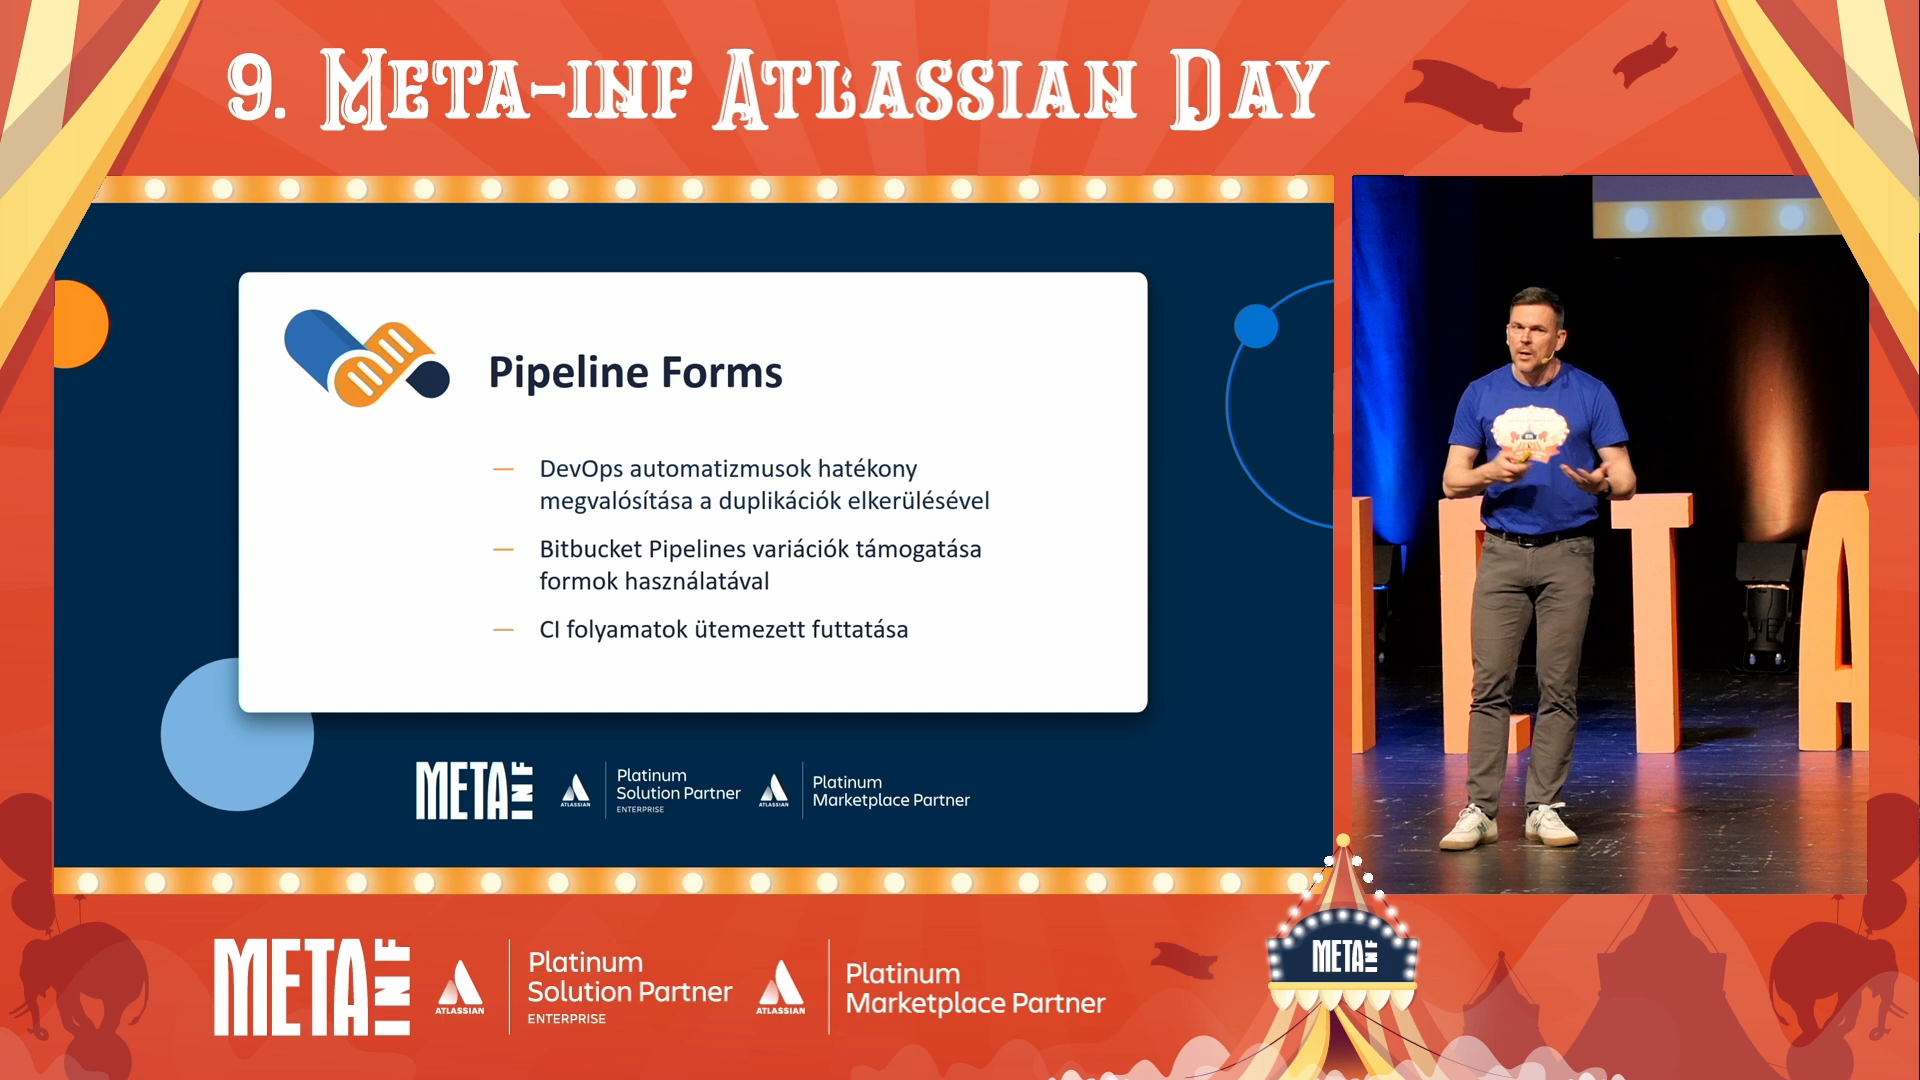 9. META-INF ATLASSIAN DAY
Pipeline Forms
— DevOps automatizmusok hatékony
megvalósítása a duplikációk elkerülésével
— Bitbucket Pipelines variációk támogatása
formok használatával
— CI folyamatok ütemezett futtatása
META INF
ATLASSIAN
Platinum
Solution Partner
ENTERPRISE
ATLASSIAN
Platinum
Marketplace Partner
E T A
META INF
META INF
ATLASSIAN
Platinum
Solution Partner
ENTERPRISE
ATLASSIAN
Platinum
Marketplace Partner